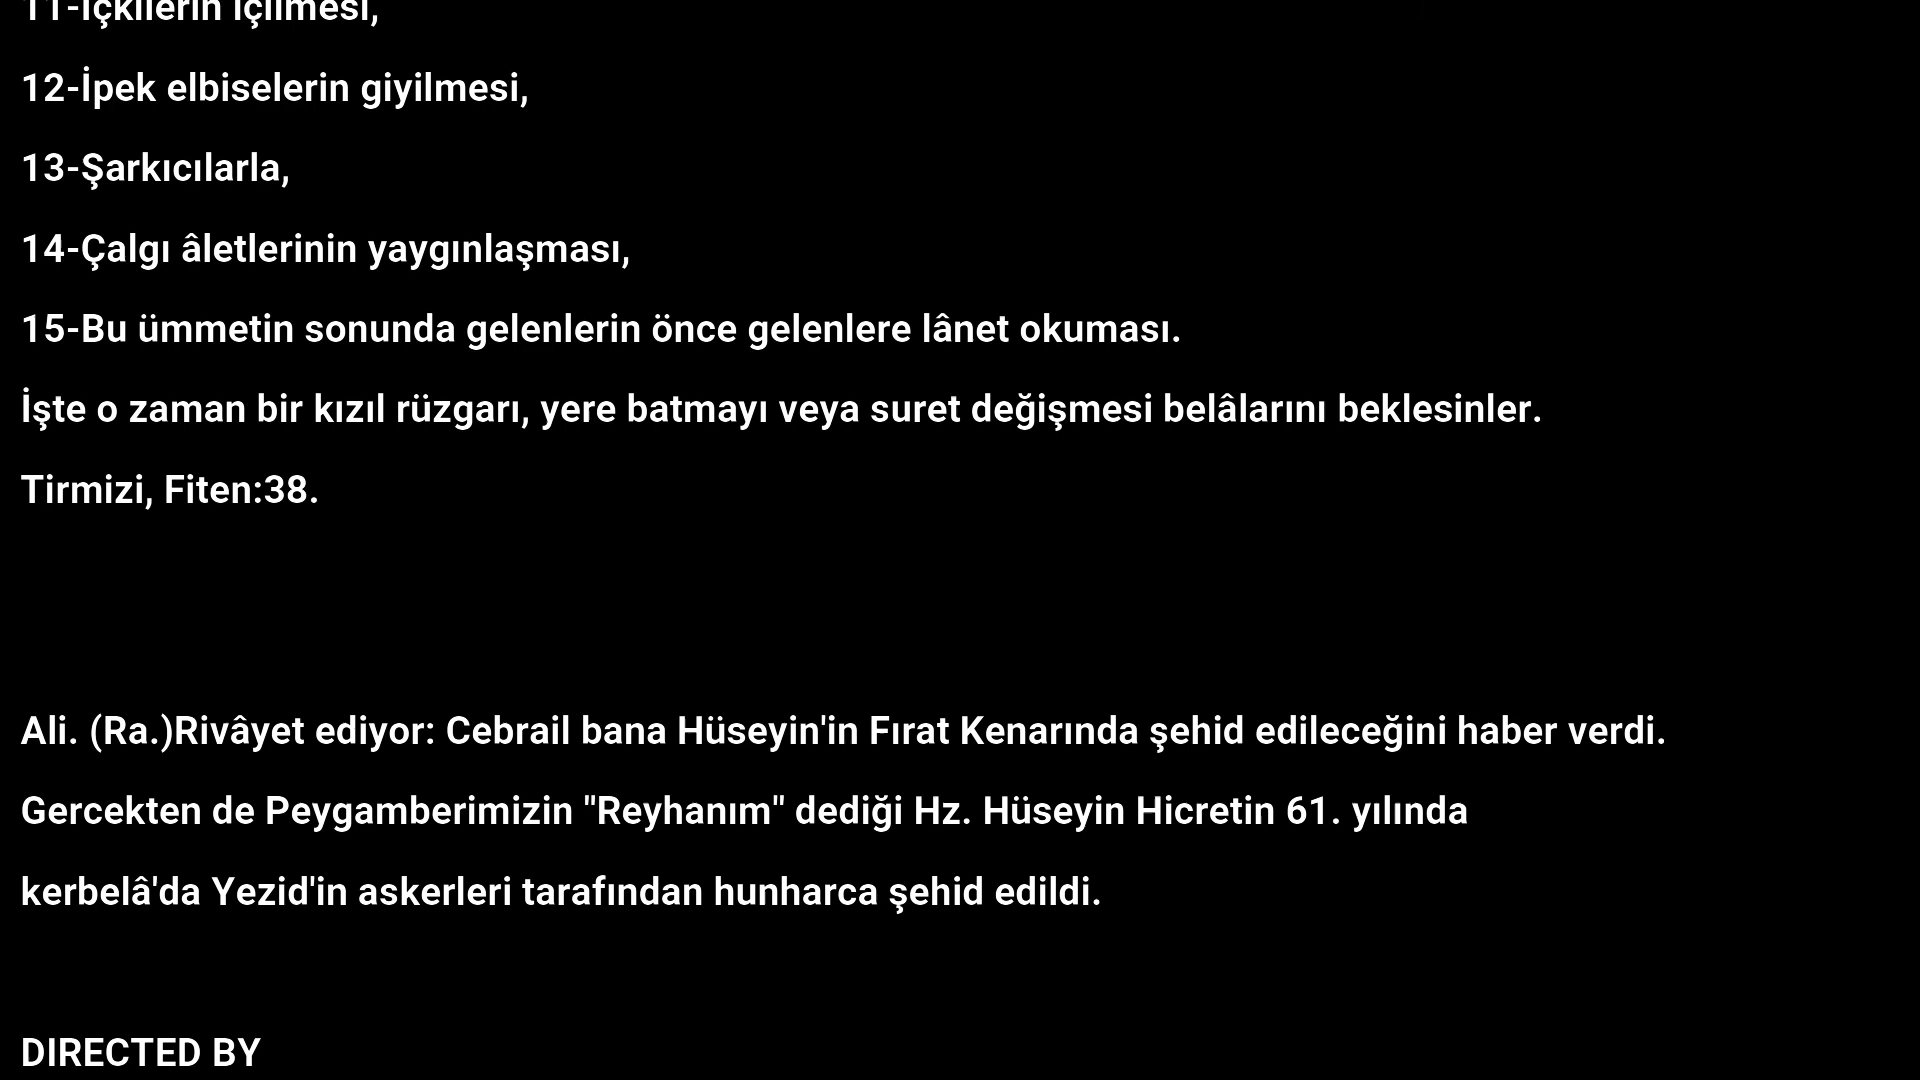 11-İçkilerin içilmesi,
12-İpek elbiselerin giyilmesi,
13-Şarkıcılarla,
14-Çalgı âletlerinin yaygınlaşması,
15-Bu ümmetin sonunda gelenlerin önce gelenlere lânet okuması.
İşte o zaman bir kızıl rüzgarı, yere batmayı veya suret değişmesi belâlarını beklesinler.
Tirmizi, Fiten:38.
Ali. (Ra.)Rivâyet ediyor: Cebrail bana Hüseyin'in Fırat Kenarında şehid edileceğini haber verdi.
Gercekten de Peygamberimizin "Reyhanım" dediği Hz. Hüseyin Hicretin 61. yılında
kerbelâ'da Yezid'in askerleri tarafından hunharca şehid edildi.
DIRECTED BY